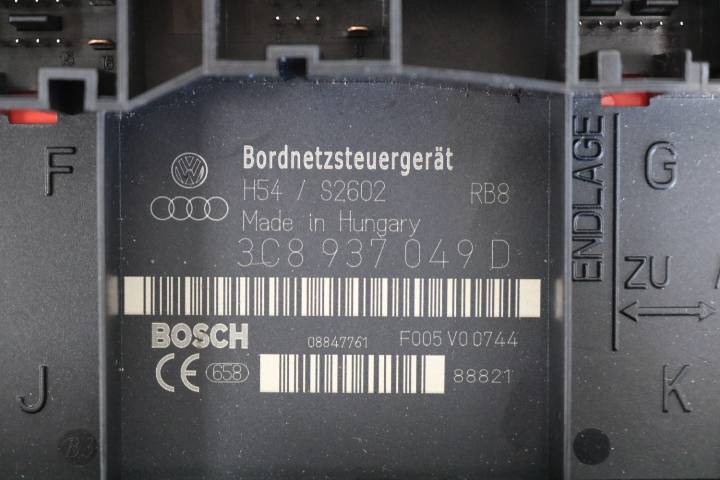 F
Bordnetzsteuergerät
H54 / S2602 RB8
Made in Hungary
3C8 937 049 D
BOSCH 08847761 F005 V0 0744
CE 658 88821
ENDLAGE
G
ZU
J
K